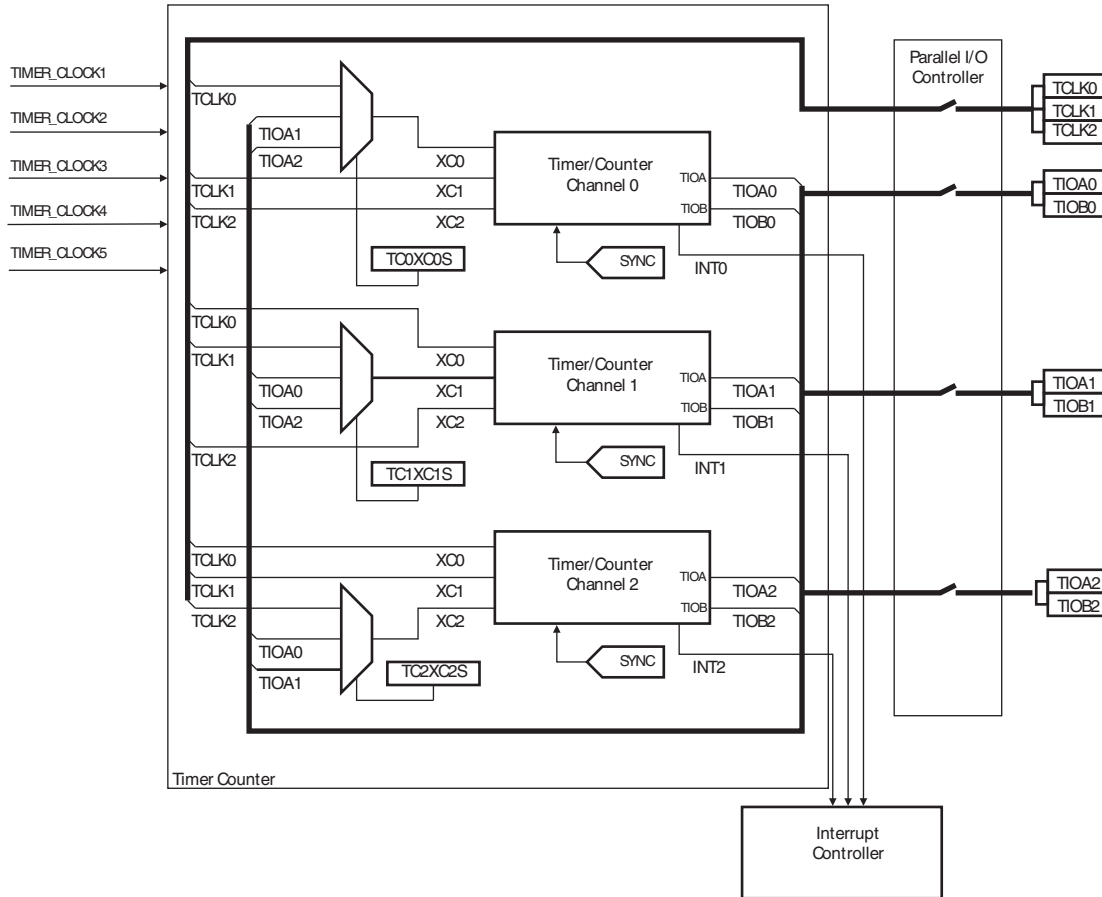 TIMER_CLOCK1
TIMER_CLOCK2
TIMER_CLOCK3
TIMER_CLOCK4
TIMER_CLOCK5
TCLK0
TIOA1
TIOA2
TCLK1
TCLK2
XC0
XC1
XC2
TC0XC0S
Timer/Counter
Channel 0
TIOA
TIOB
TIOA0
TIOB0
SYNC
INT0
TCLK0
TCLK1
TIOA0
TIOA2
TCLK2
XC0
XC1
XC2
TC1XC1S
Timer/Counter
Channel 1
TIOA
TIOB
TIOA1
TIOB1
SYNC
INT1
TCLK0
TCLK1
TCLK2
TIOA0
TIOA1
XC0
XC1
XC2
TC2XC2S
Timer/Counter
Channel 2
TIOA
TIOB
TIOA2
TIOB2
SYNC
INT2
Timer Counter
Parallel I/O
Controller
TCLK0
TCLK1
TCLK2
TIOA0
TIOB0
TIOA1
TIOB1
TIOA2
TIOB2
Interrupt
Controller